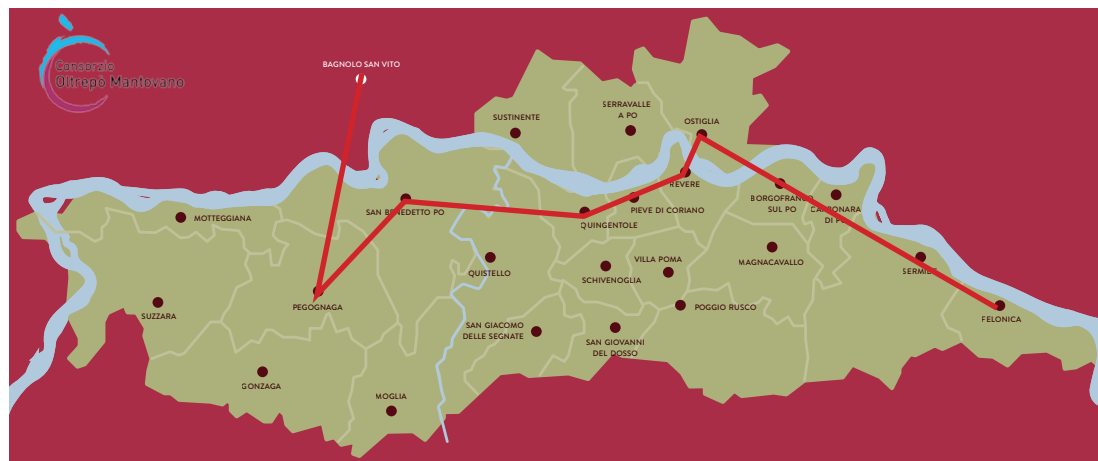 Consorzio
Oltrepò Mantovano
BAGNOLO SAN VITO
SUSTINENTE
SERRAVALLE
A PO
OSTIGLIA
REVERE
MOTTEGGIANA
SAN BENEDETTO PO
QUINGENTOLE
PIEVE DI CORIANO
BORGOFRANCO
SUL PO
CARBONARA
DI PO
QUISTELLO
SCHIVENOGLIA
VILLA POMA
MAGNACAVALLO
SERMIDE
SUZZARA
PEGOGNAGA
SAN GIACOMO
DELLE SEGNATE
SAN GIOVANNI
DEL DOSSO
POGGIO RUSCO
FELONICA
GONZAGA
MOGLIA